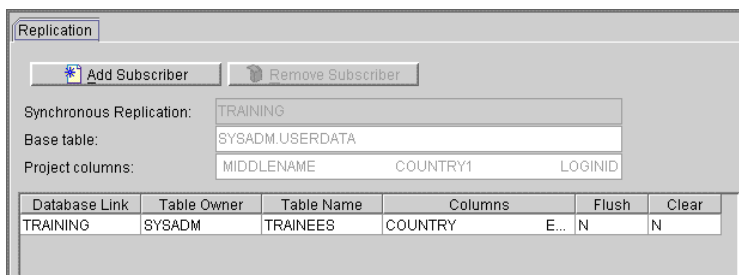 Replication
Add Subscriber Remove Subscriber
Synchronous Replication: TRAINING
Base table: SYSADM.USERDATA
Project columns: MIDDLENAME COUNTRY1 LOGINID
Database Link Table Owner Table Name Columns Flush Clear
TRAINING SYSADM TRAINEES COUNTRY E... N N